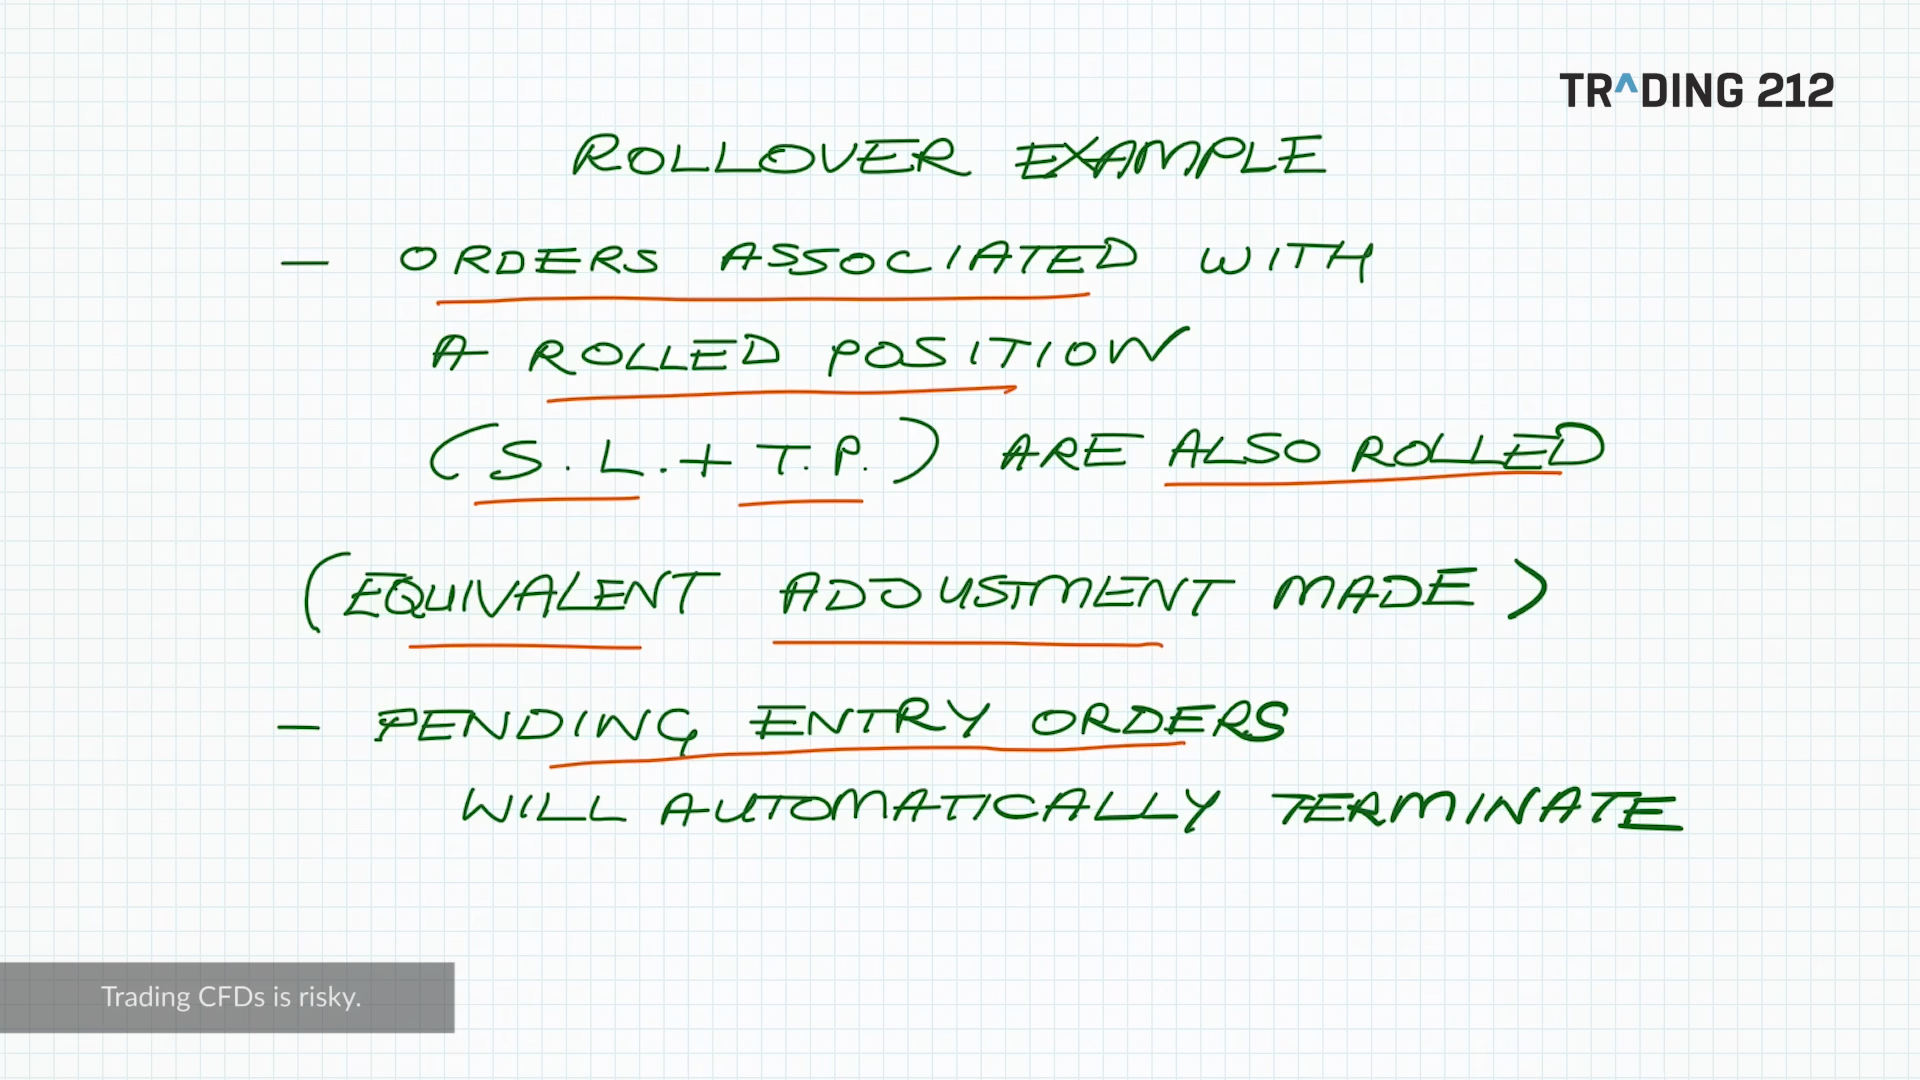 TRADING 212
ROLLOVER EXAMPLE
- ORDERS ASSOCIATED WITH
A ROLLED POSITION
(S.L. + T.P.) ARE ALSO ROLLED
(EQUIVALENT ADJUSTMENT MADE)
- PENDING ENTRY ORDERS
WILL AUTOMATICALLY TERMINATE
Trading CFDs is risky.